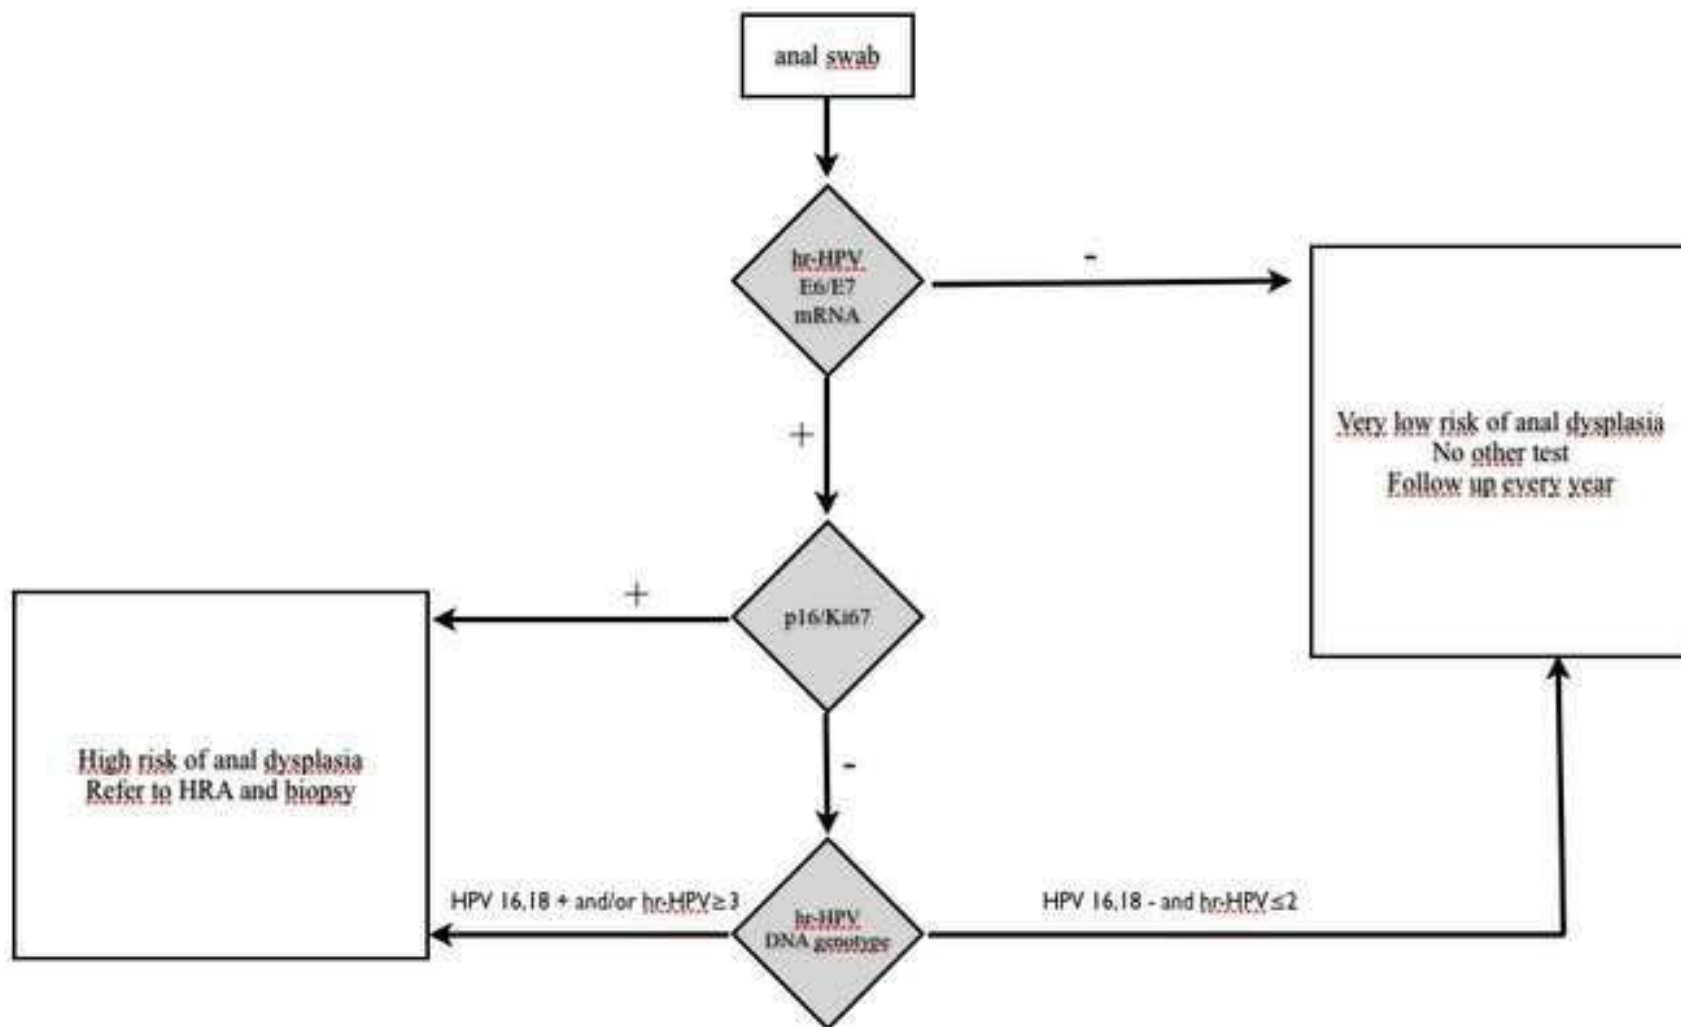 anal swab
hr-HPV
E6/E7
mRNA
-
+
Very low risk of anal dysplasia
No other test
Follow up every year
p16/Ki67
+
-
High risk of anal dysplasia
Refer to HRA and biopsy
HPV 16,18 + and/or hr-HPV≥3
hr-HPV
DNA genotype
HPV 16,18 - and hr-HPV≤2